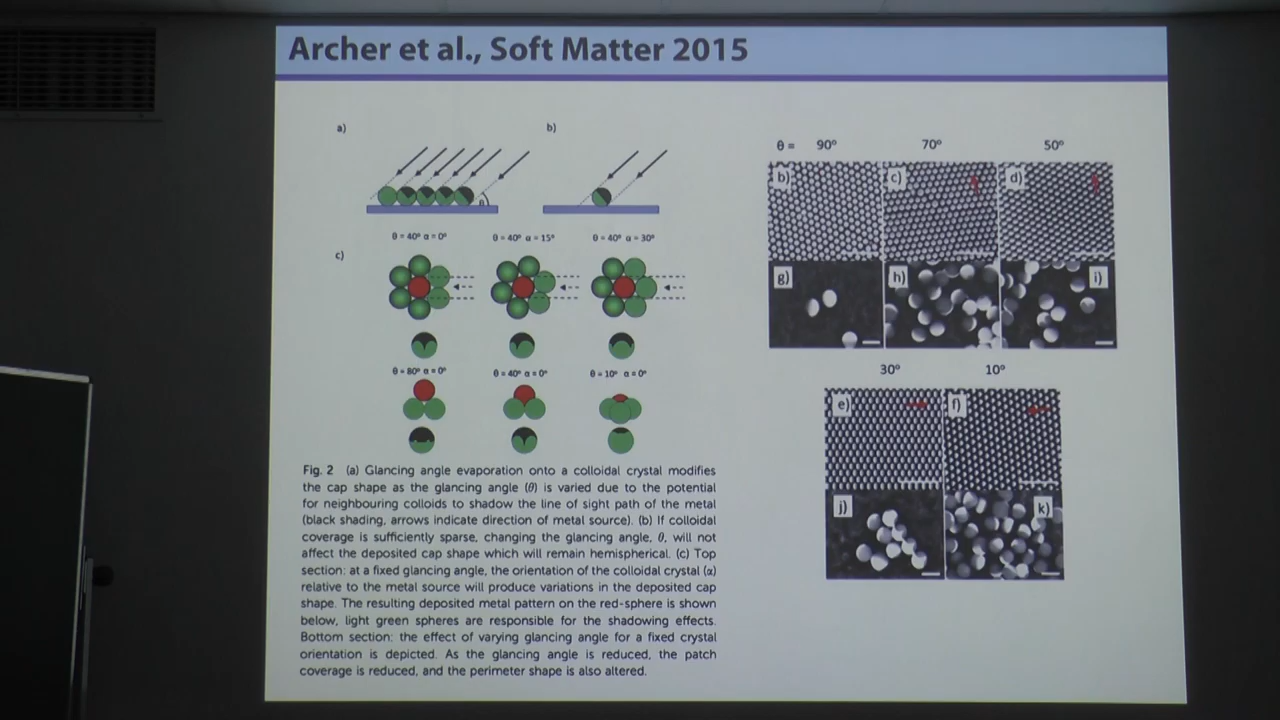 Archer et al., Soft Matter 2015
a)
b)
θ
θ = 40° α = 0°
θ = 40° α = 15°
θ = 40° α = 30°
c)
θ = 80° α = 0°
θ = 40° α = 0°
θ = 10° α = 0°
Fig. 2 (a) Glancing angle evaporation onto a colloidal crystal modifies
the cap shape as the glancing angle (θ) is varied due to the potential
for neighbouring colloids to shadow the line of sight path of the metal
(black shading, arrows indicate direction of metal source). (b) If colloidal
coverage is sufficiently sparse, changing the glancing angle, θ, will not
affect the deposited cap shape which will remain hemispherical. (c) Top
section: at a fixed glancing angle, the orientation of the colloidal crystal (α)
relative to the metal source will produce variations in the deposited cap
shape. The resulting deposited metal pattern on the red-sphere is shown
below, light green spheres are responsible for the shadowing effects.
Bottom section: the effect of varying glancing angle for a fixed crystal
orientation is depicted. As the glancing angle is reduced, the patch
coverage is reduced, and the perimeter shape is also altered.
θ = 90° 70° 50°
b) c) d)
g) h) i)
30° 10°
e) f)
j) k)